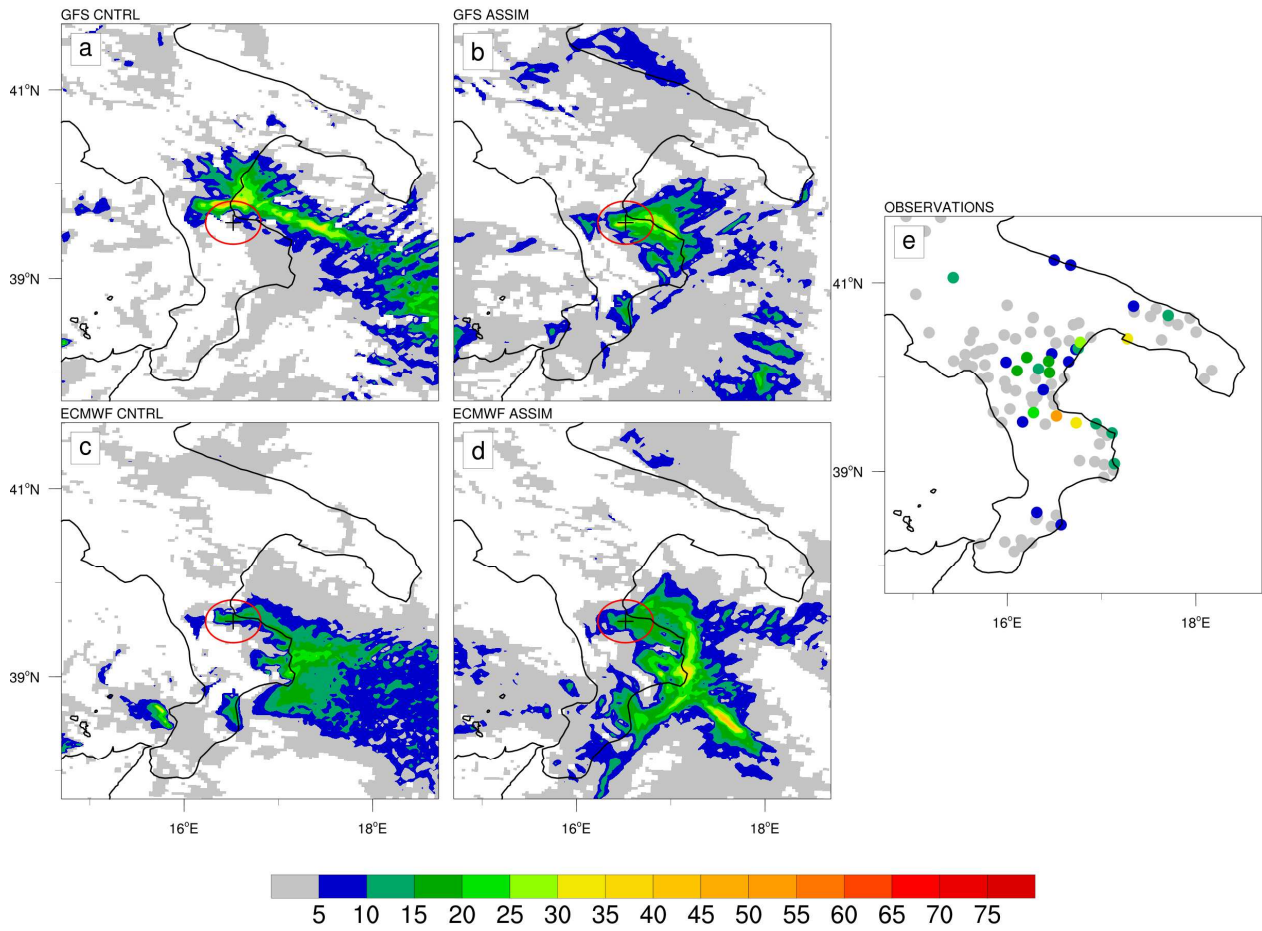 GFS CNTRL
GFS ASSIM
a
b
41°N
39°N
OBSERVATIONS
e
41°N
39°N
16°E
18°E
ECMWF CNTRL
ECMWF ASSIM
c
d
41°N
39°N
16°E
18°E
16°E
18°E
5 10 15 20 25 30 35 40 45 50 55 60 65 70 75